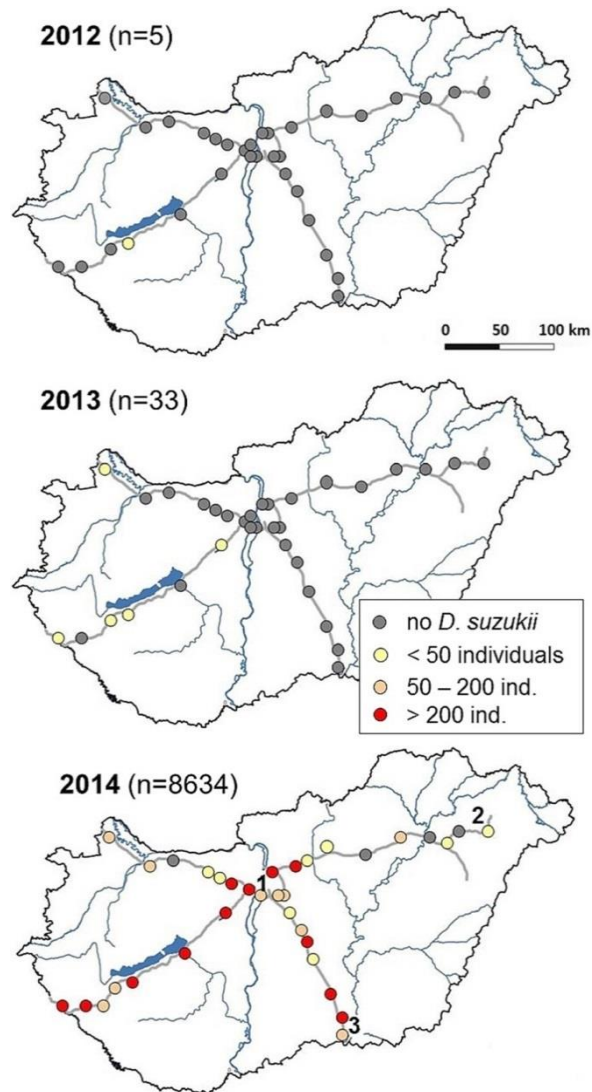 2012 (n=5)
0 50 100 km
2013 (n=33)
no D. suzukii
< 50 individuals
50 – 200 ind.
> 200 ind.
2014 (n=8634)
2
1
3